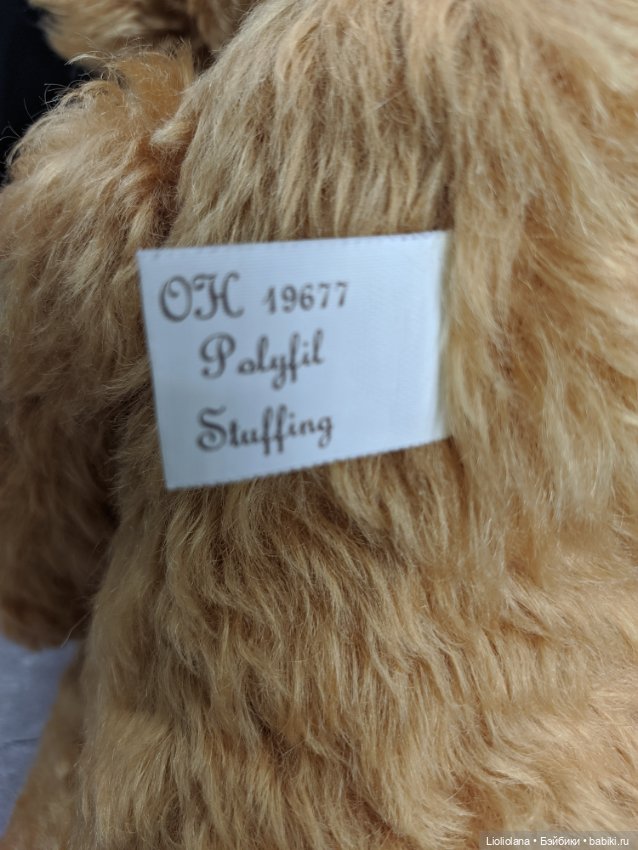 OH 19677
Polyfil
Stuffing
Lioliolana • Бэйбики • babiki.ru